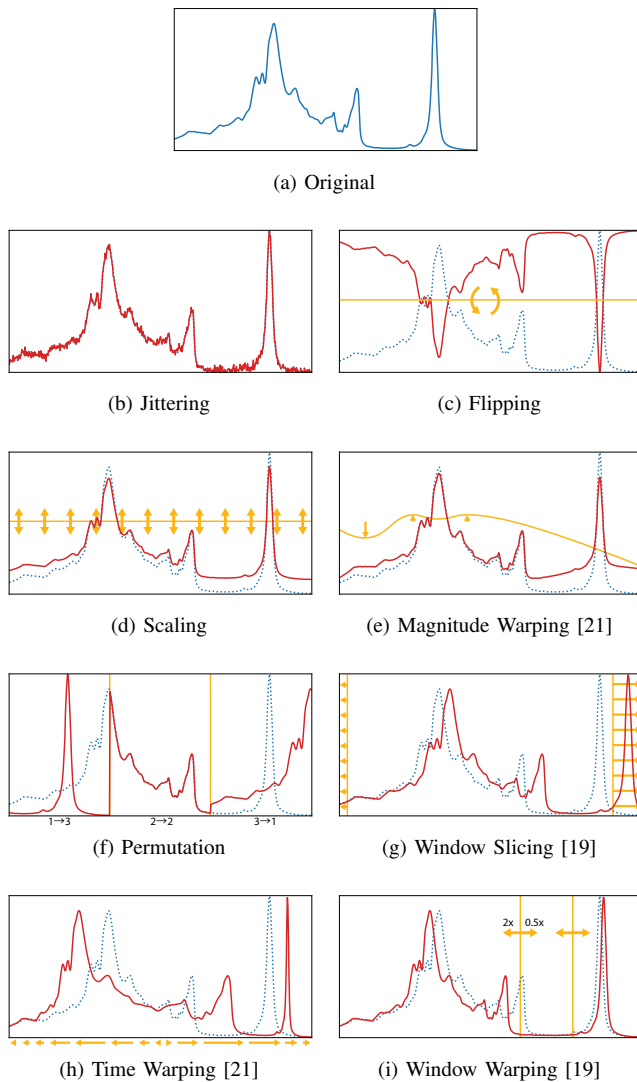 (a) Original
(b) Jittering
(c) Flipping
(d) Scaling
(e) Magnitude Warping [21]
1→3 2→2 3→1
(f) Permutation
(g) Window Slicing [19]
2x 0.5x
(h) Time Warping [21]
(i) Window Warping [19]